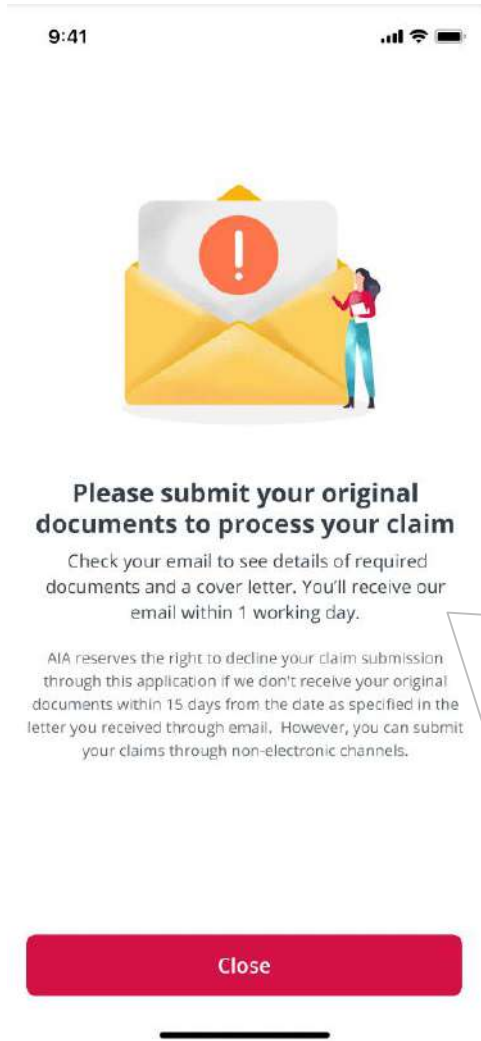 9:41
Please submit your original
documents to process your claim
Check your email to see details of required
documents and a cover letter. You'll receive our
email within 1 working day.
AIA reserves the right to decline your claim submission
through this application if we don't receive your original
documents within 15 days from the date as specified in the
letter you received through email. However, you can submit
your claims through non-electronic channels.
Close